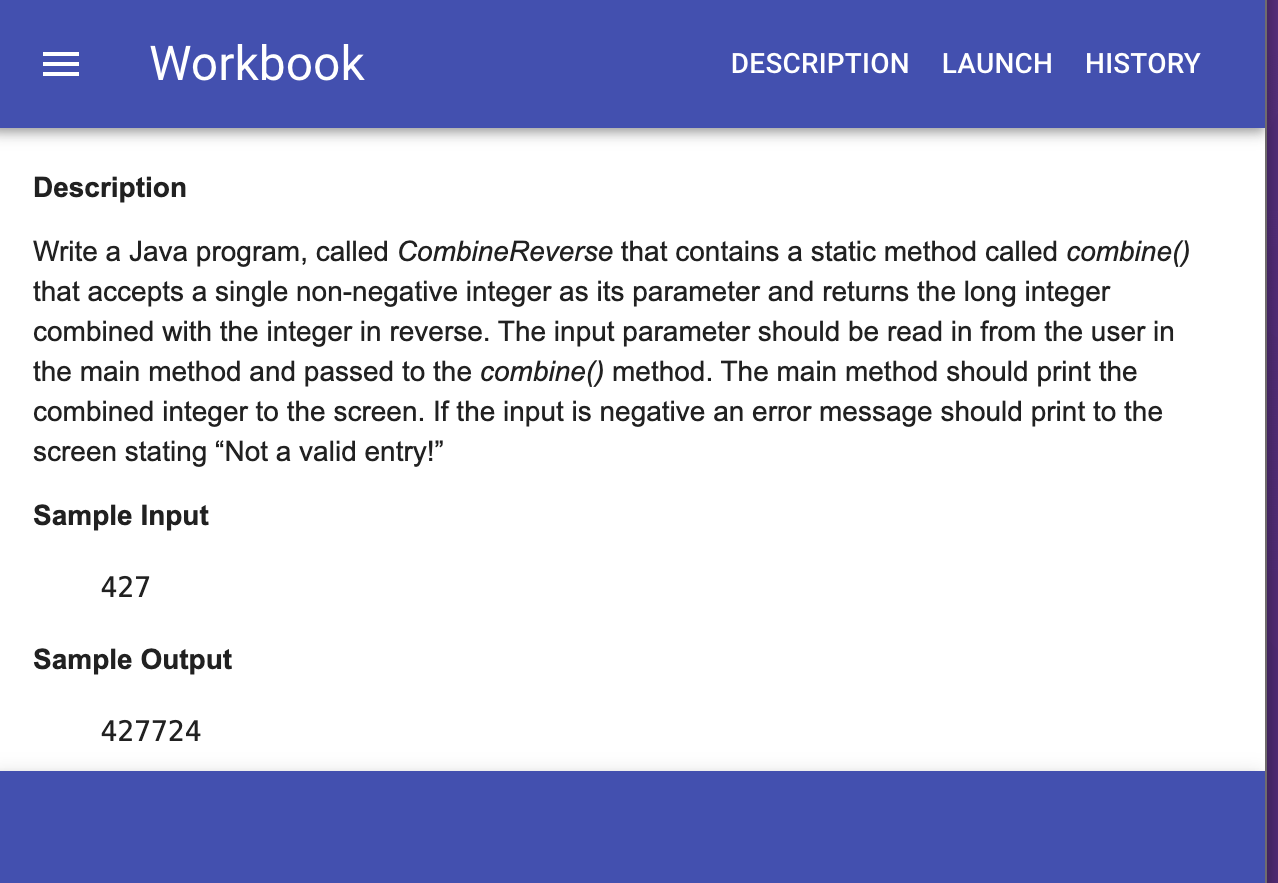 Workbook
DESCRIPTION LAUNCH HISTORY
Description
Write a Java program, called CombineReverse that contains a static method called combine()
that accepts a single non-negative integer as its parameter and returns the long integer
combined with the integer in reverse. The input parameter should be read in from the user in
the main method and passed to the combine() method. The main method should print the
combined integer to the screen. If the input is negative an error message should print to the
screen stating “Not a valid entry!”
Sample Input
427
Sample Output
427724